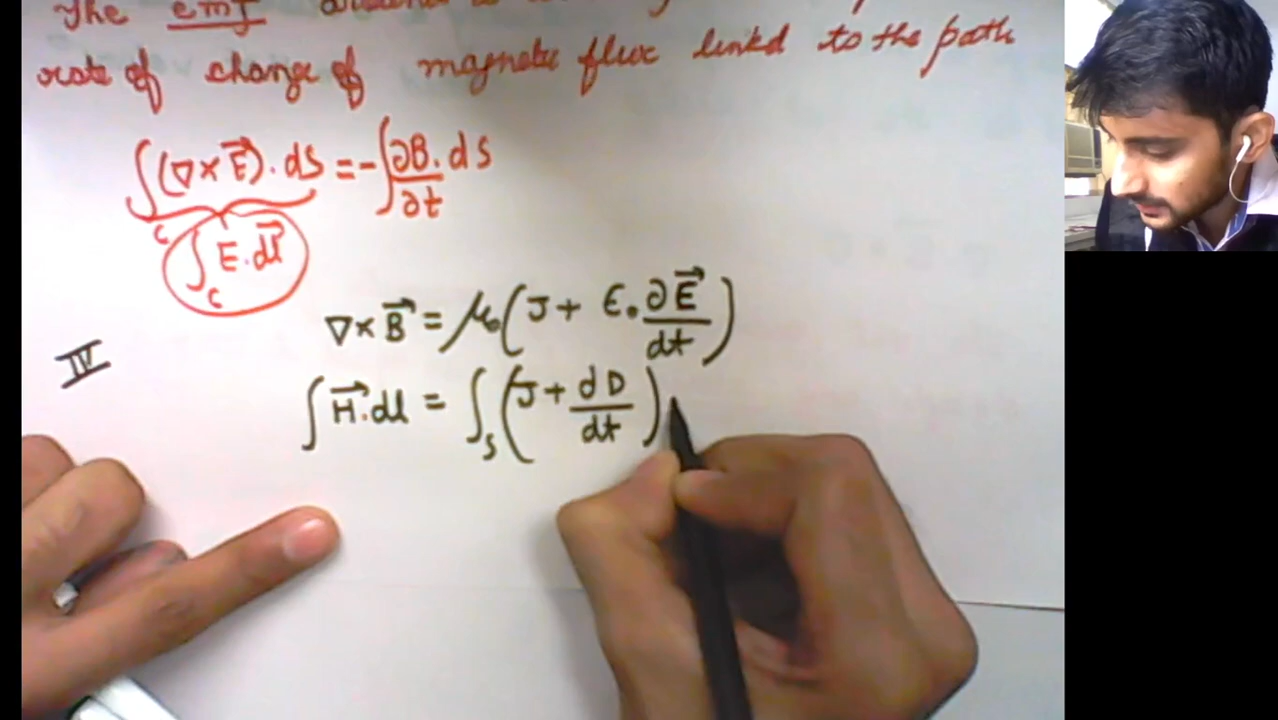 The emf
rate of change of magnetic flux linkd to the path
∫(∇×E⃗).dS = -∫∂B/∂t.dS
c
∫E.dl⃗
c
∇×B⃗ = μ₀(J + ε₀ ∂E⃗/dt)
IV
∫H⃗.dl = ∫s(J + dD/dt)